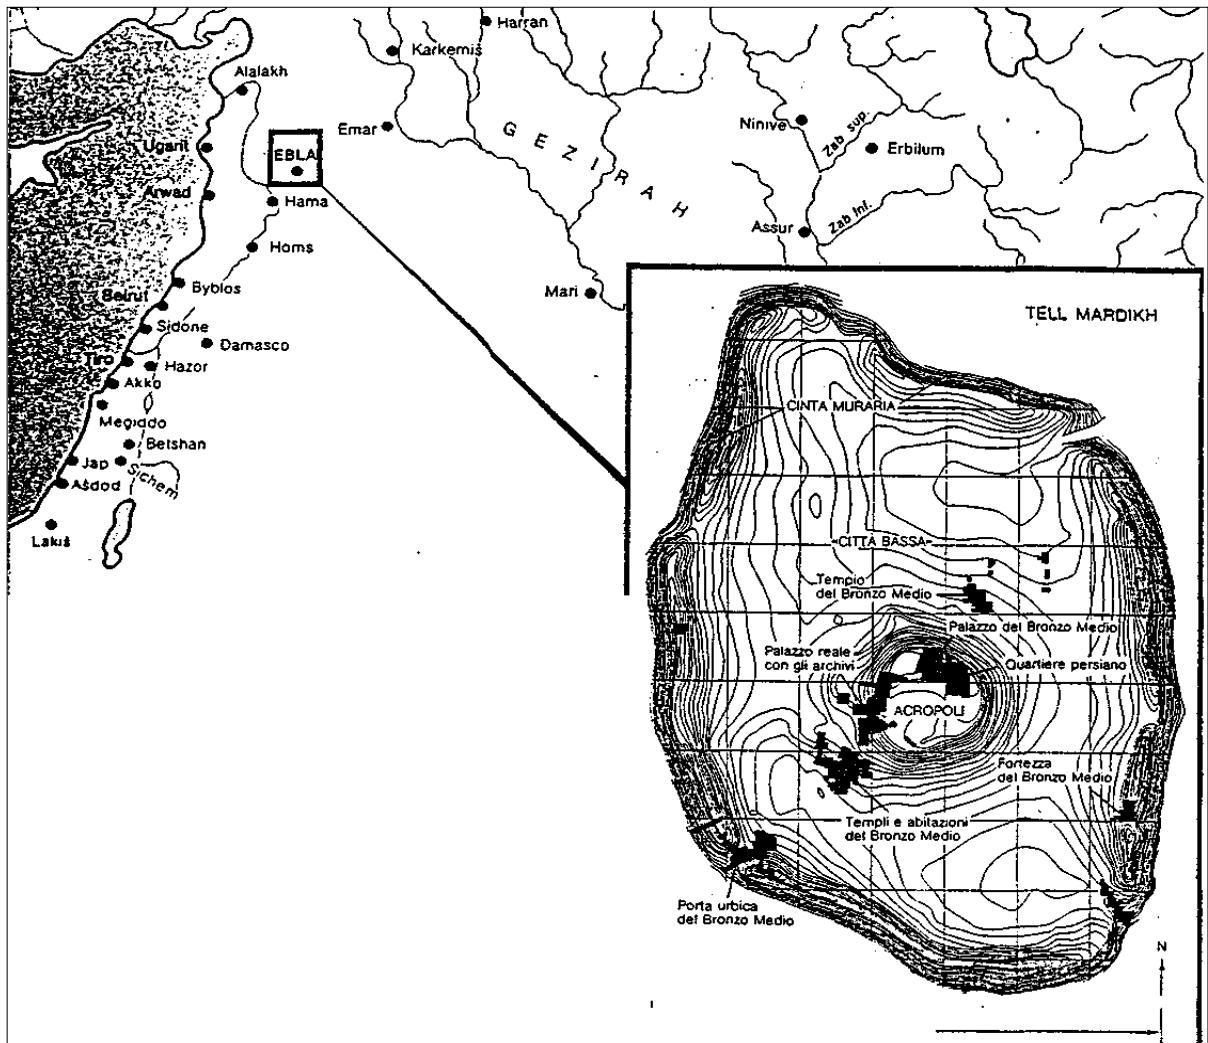 Harran
Karkemiš
Alalakh
Emar
GEZIRAH
Ninive
Zab sup.
Erbilum
Ugarit
EBLA
Arwad
Hama
Assur
Zab Inf.
Homs
Mari
Byblos
Beirut
Sidone
Damasco
Tiro
Hazor
Akko
Megiddo
Betshan
Jap
Sichem
Ašdod
Lakiš
TELL MARDIKH
CINTA MURARIA
CITTA BASSA
Tempio
del Bronzo Medio
Palazzo del Bronzo Medio
Palazzo reale
con gli archivi
Quartiere persiano
ACROPOLI
Fortezza
del Bronzo Medio
Templi e abitazioni
del Bronzo Medio
Porta urbica
del Bronzo Medio
N